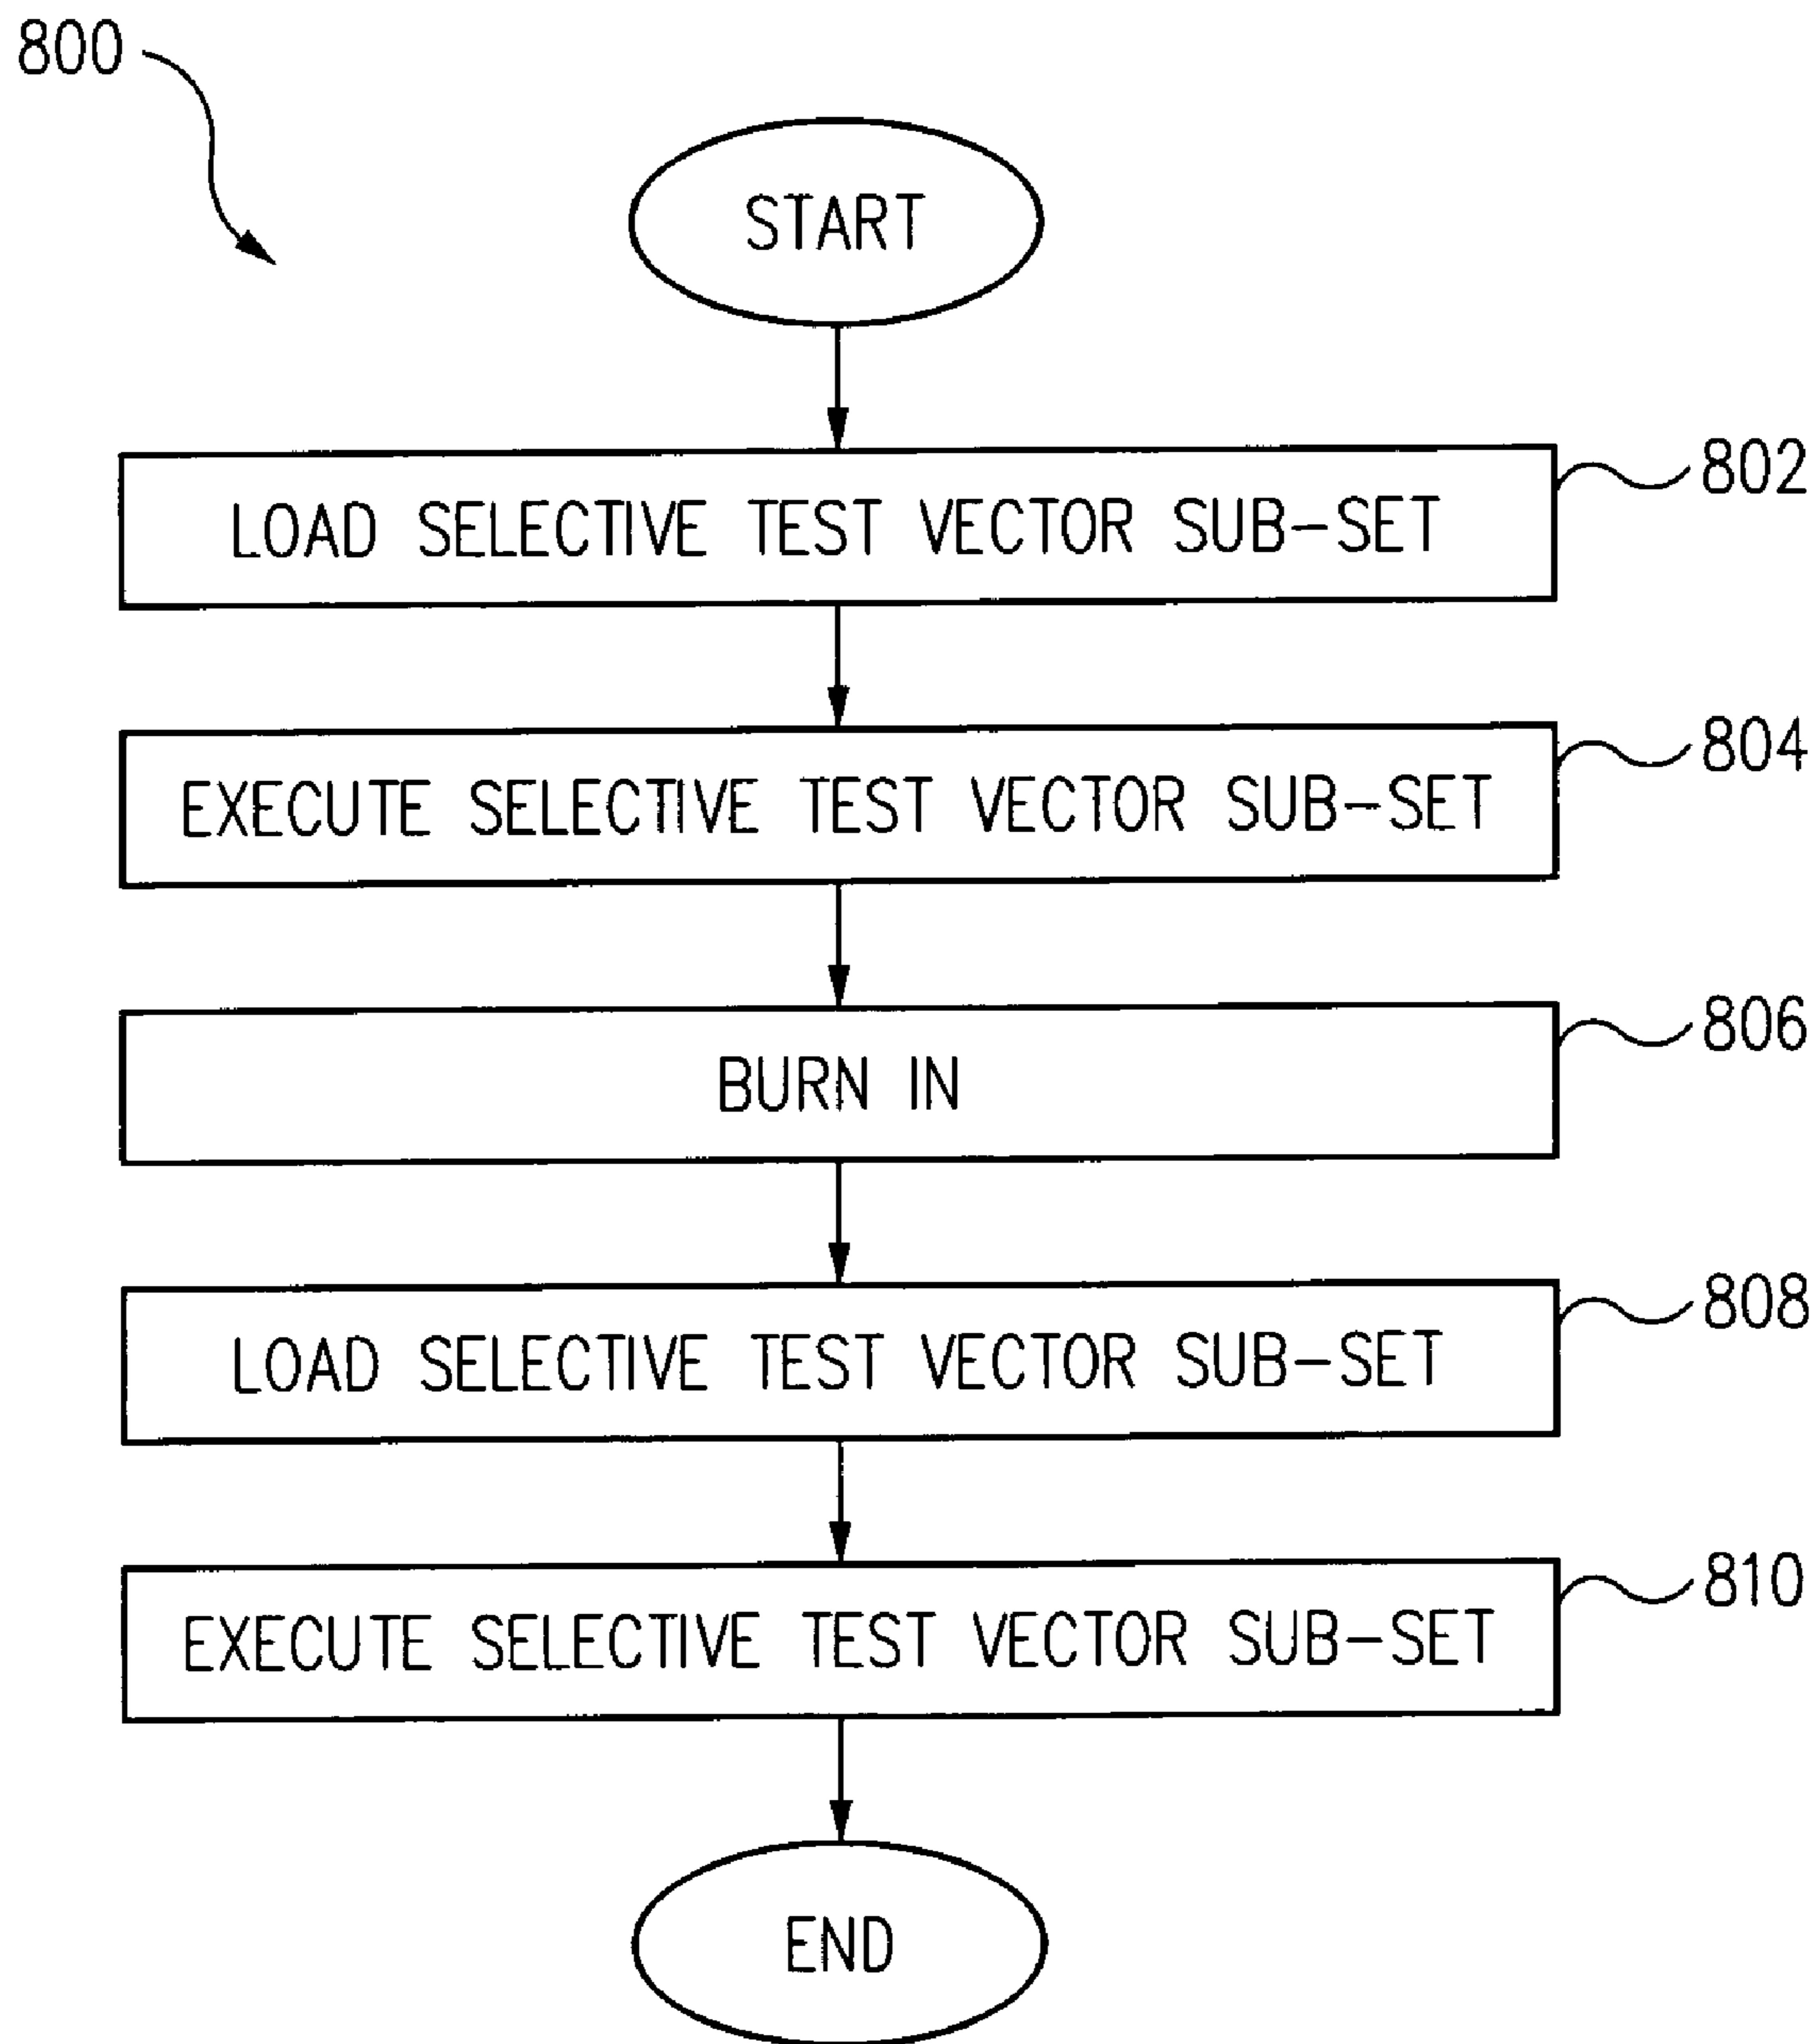 800
START
LOAD SELECTIVE TEST VECTOR SUB-SET
802
EXECUTE SELECTIVE TEST VECTOR SUB-SET
804
BURN IN
806
LOAD SELECTIVE TEST VECTOR SUB-SET
808
EXECUTE SELECTIVE TEST VECTOR SUB-SET
810
END